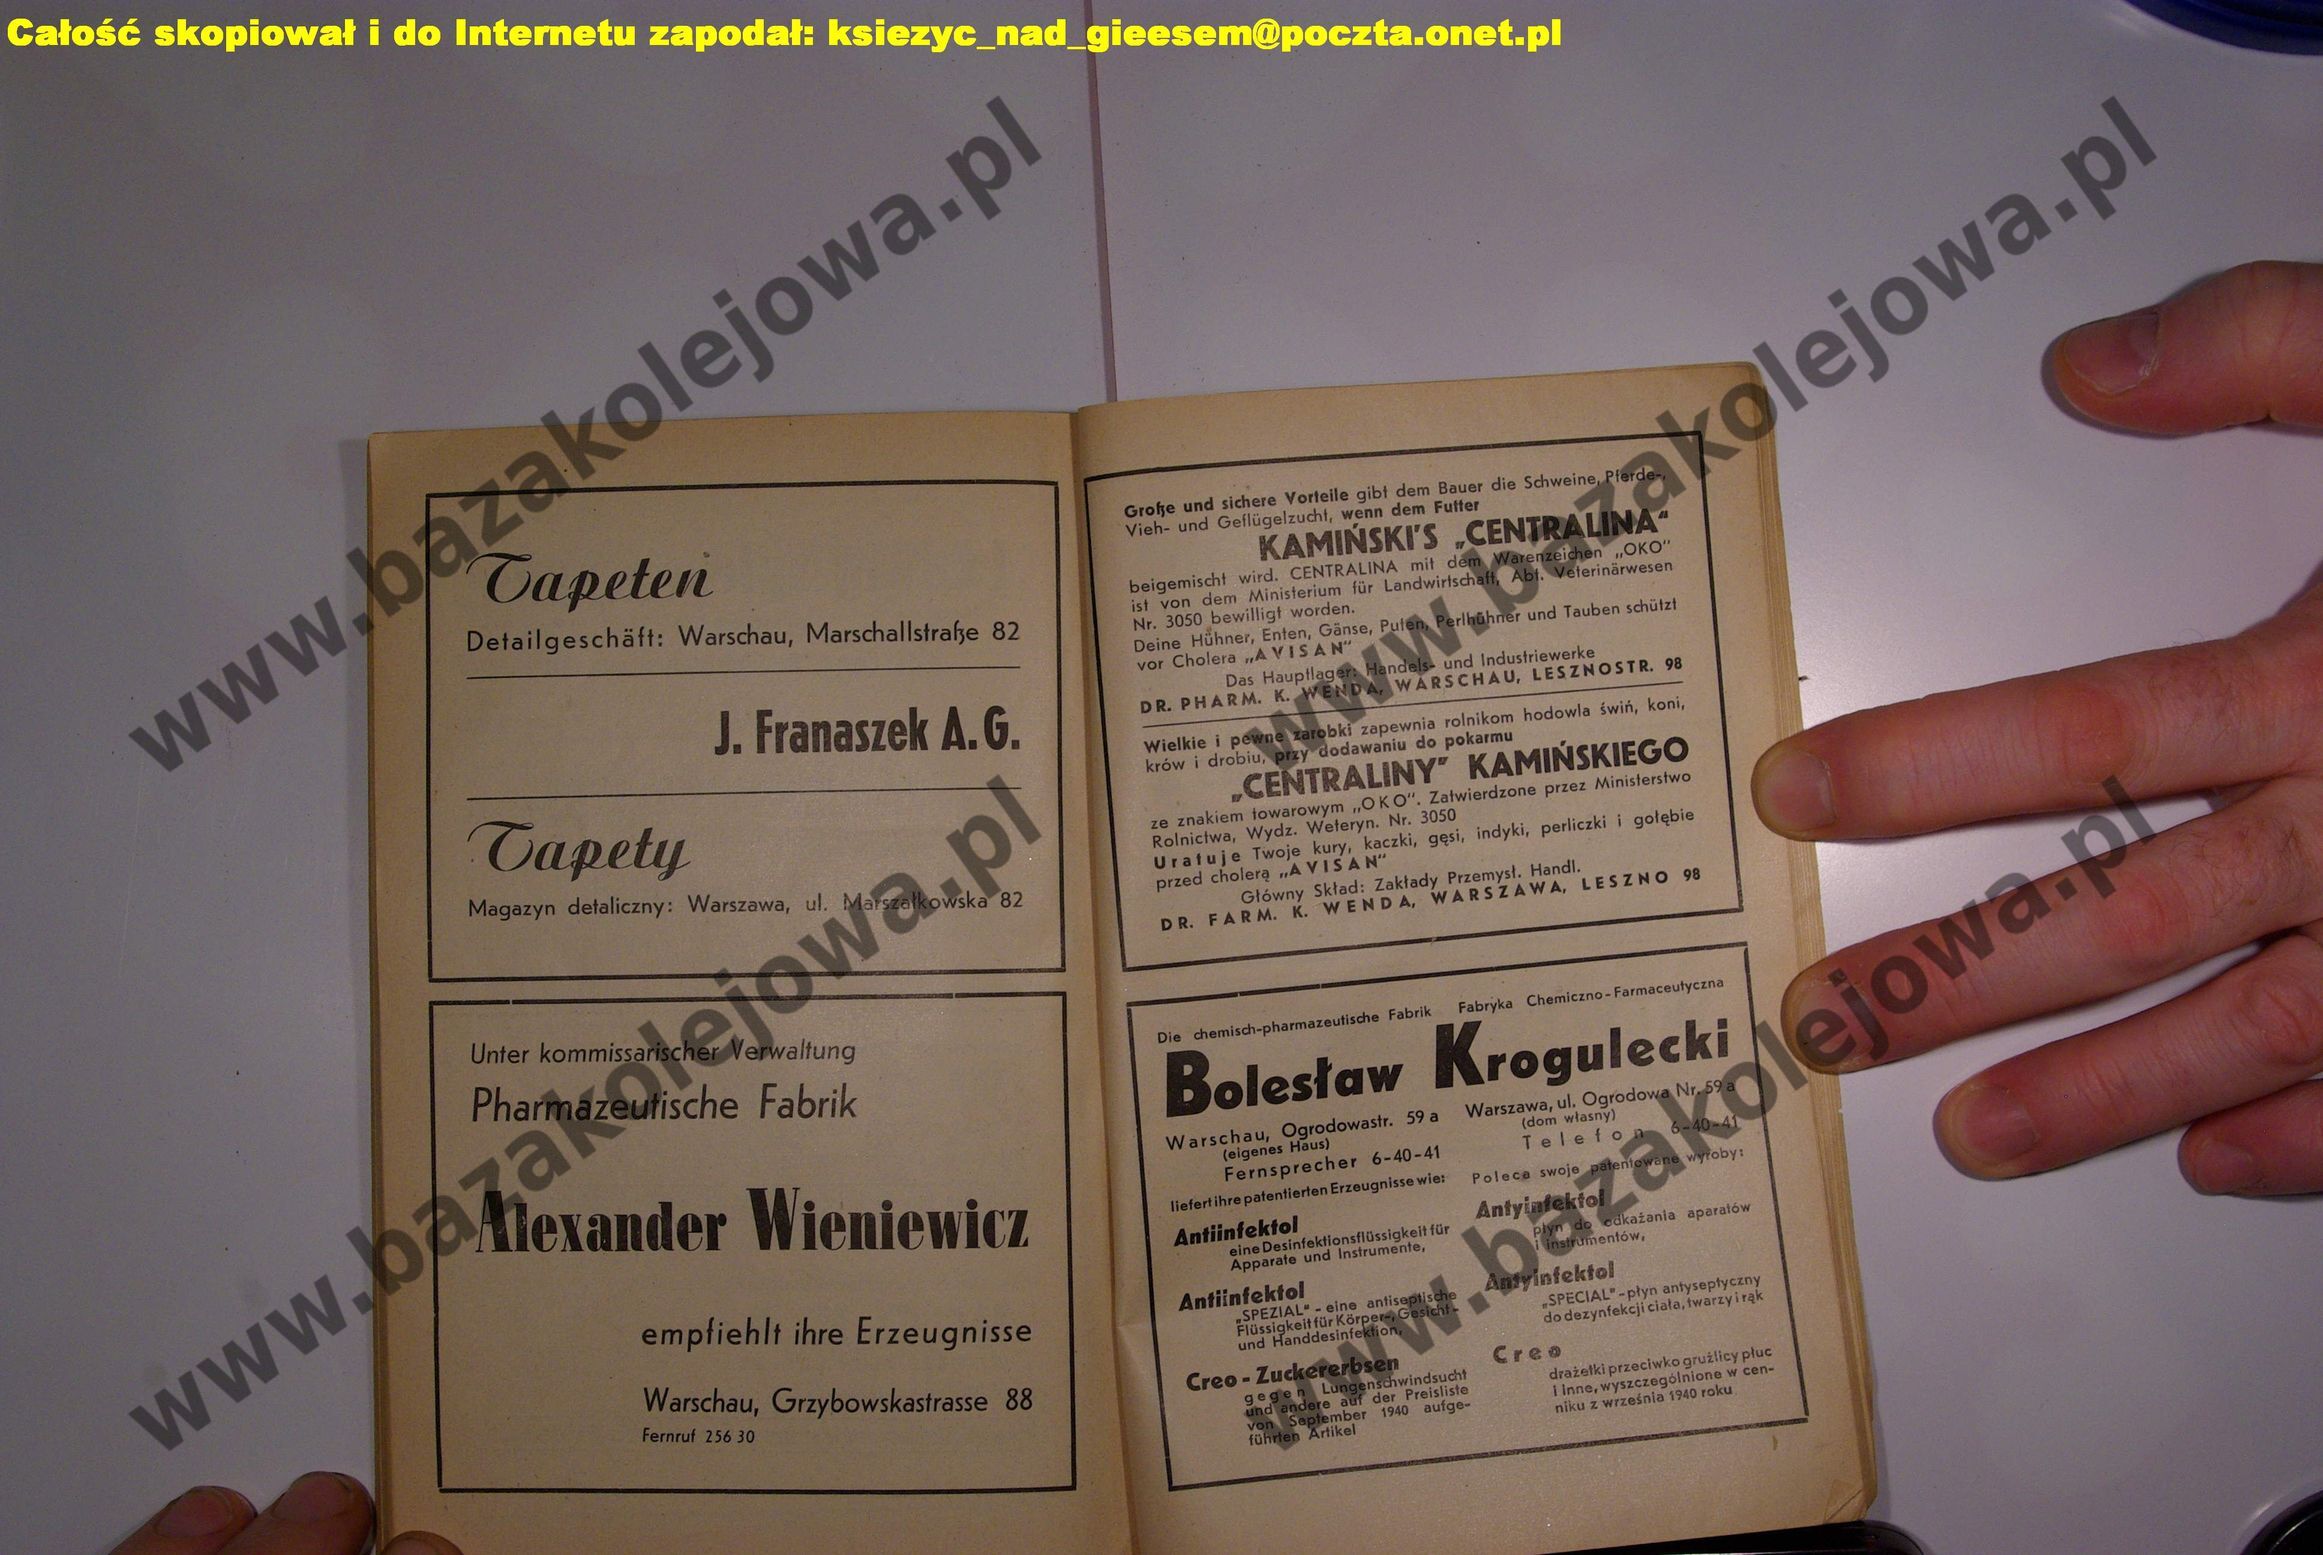 Całość skopiował i do Internetu zapodał: ksiezyc_nad_gieesem@poczta.onet.pl
www.bazakolejowa.pl
www.bazakolejowa.pl
www.bazakolejowa.pl
www.bazakolejowa.pl
Tapeten
Detailgeschäft: Warschau, Marschallstraße 82
J. Franaszek A.G.
Tapety
Magazyn detaliczny: Warszawa, ul. Marszałkowska 82
Unter kommissarischer Verwaltung
Pharmazeutische Fabrik
Alexander Wieniewicz
empfiehlt ihre Erzeugnisse
Warschau, Grzybowskastrasse 88
Fernruf 256 30
Große und sichere Vorteile gibt dem Bauer die Schweine, Pferde-,
Vieh- und Geflügelzucht, wenn dem Futter
KAMIŃSKI'S „CENTRALINA"
beigemischt wird. CENTRALINA mit dem Warenzeichen „OKO"
ist von dem Ministerium für Landwirtschaft, Abt. Veterinärwesen
Nr. 3050 bewilligt worden.
Deine Hühner, Enten, Gänse, Puten, Perlhühner und Tauben schützt
vor Cholera „AVISAN"
Das Hauptlager: Handels- und Industriewerke
DR. PHARM. K. WENDA, WARSCHAU, LESZNOSTR. 98
Wielkie i pewne zarobki zapewnia rolnikom hodowla świń, koni,
krów i drobiu, przy dodawaniu do pokarmu
„CENTRALINY" KAMIŃSKIEGO
ze znakiem towarowym „OKO". Zatwierdzone przez Ministerstwo
Rolnictwa, Wydz. Weteryn. Nr. 3050
Uratuje Twoje kury, kaczki, gęsi, indyki, perliczki i gołębie
przed cholerą „AVISAN"
Główny Skład: Zakłady Przemysł. Handl.
DR. FARM. K. WENDA, WARSZAWA, LESZNO 98
Die chemisch-pharmazeutische Fabrik Fabryka Chemiczno-Farmaceutyczna
Bolesław Krogulecki
Warschau, Ogrodowastr. 59 a
(eigenes Haus)
Fernsprecher 6-40-41
liefert ihre patentierten Erzeugnisse wie:
Antiinfektol
eine Desinfektionsflüssigkeit für
Apparate und Instrumente,
Antiinfektol
„SPEZIAL" - eine antiseptische
Flüssigkeit für Körper-, Gesicht-
und Handdesinfektion,
Creo - Zuckererbsen
gegen Lungenschwindsucht
und andere auf der Preisliste
von September 1940 aufge-
führten Artikel
Warszawa, ul. Ogrodowa Nr. 59 a
(dom własny)
Telefon 6-40-41
Poleca swoje patentowane wyroby:
Antyinfektol
płyn do odkażania aparatów
i instrumentów,
Antyinfektol
„SPECIAL" - płyn antyseptyczny
do dezynfekcji ciała, twarzy i rąk
Creo
drażetki przeciwko gruźlicy płuc
i inne, wyszczególnione w cen-
niku z września 1940 roku